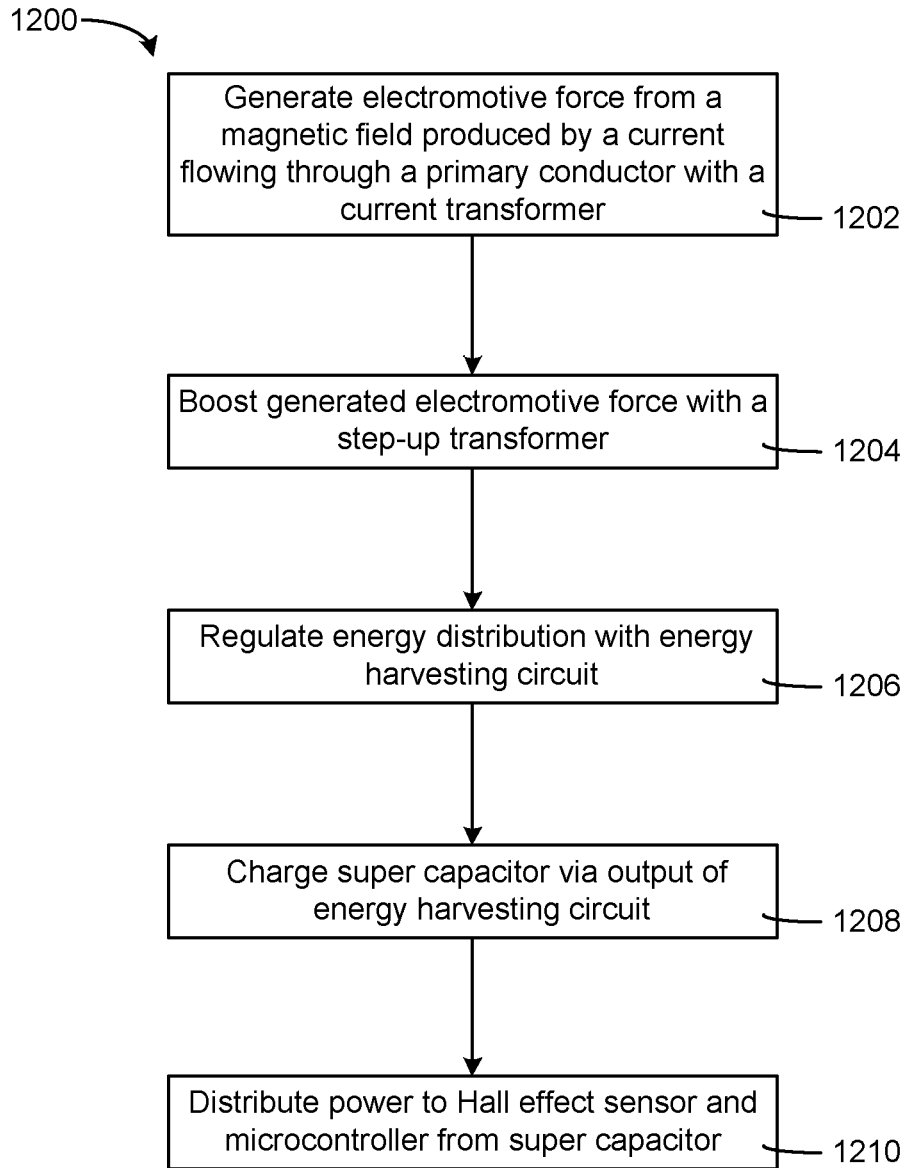 1200
Generate electromotive force from a
magnetic field produced by a current
flowing through a primary conductor with a
current transformer
1202
Boost generated electromotive force with a
step-up transformer
1204
Regulate energy distribution with energy
harvesting circuit
1206
Charge super capacitor via output of
energy harvesting circuit
1208
Distribute power to Hall effect sensor and
microcontroller from super capacitor
1210